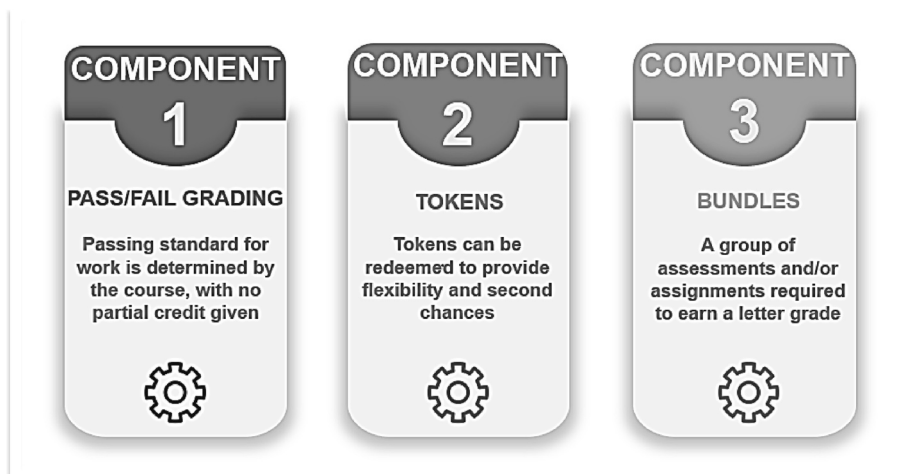 COMPONENT
1
PASS/FAIL GRADING
Passing standard for
work is determined by
the course, with no
partial credit given
COMPONENT
2
TOKENS
Tokens can be
redeemed to provide
flexibility and second
chances
COMPONENT
3
BUNDLES
A group of
assessments and/or
assignments required
to earn a letter grade